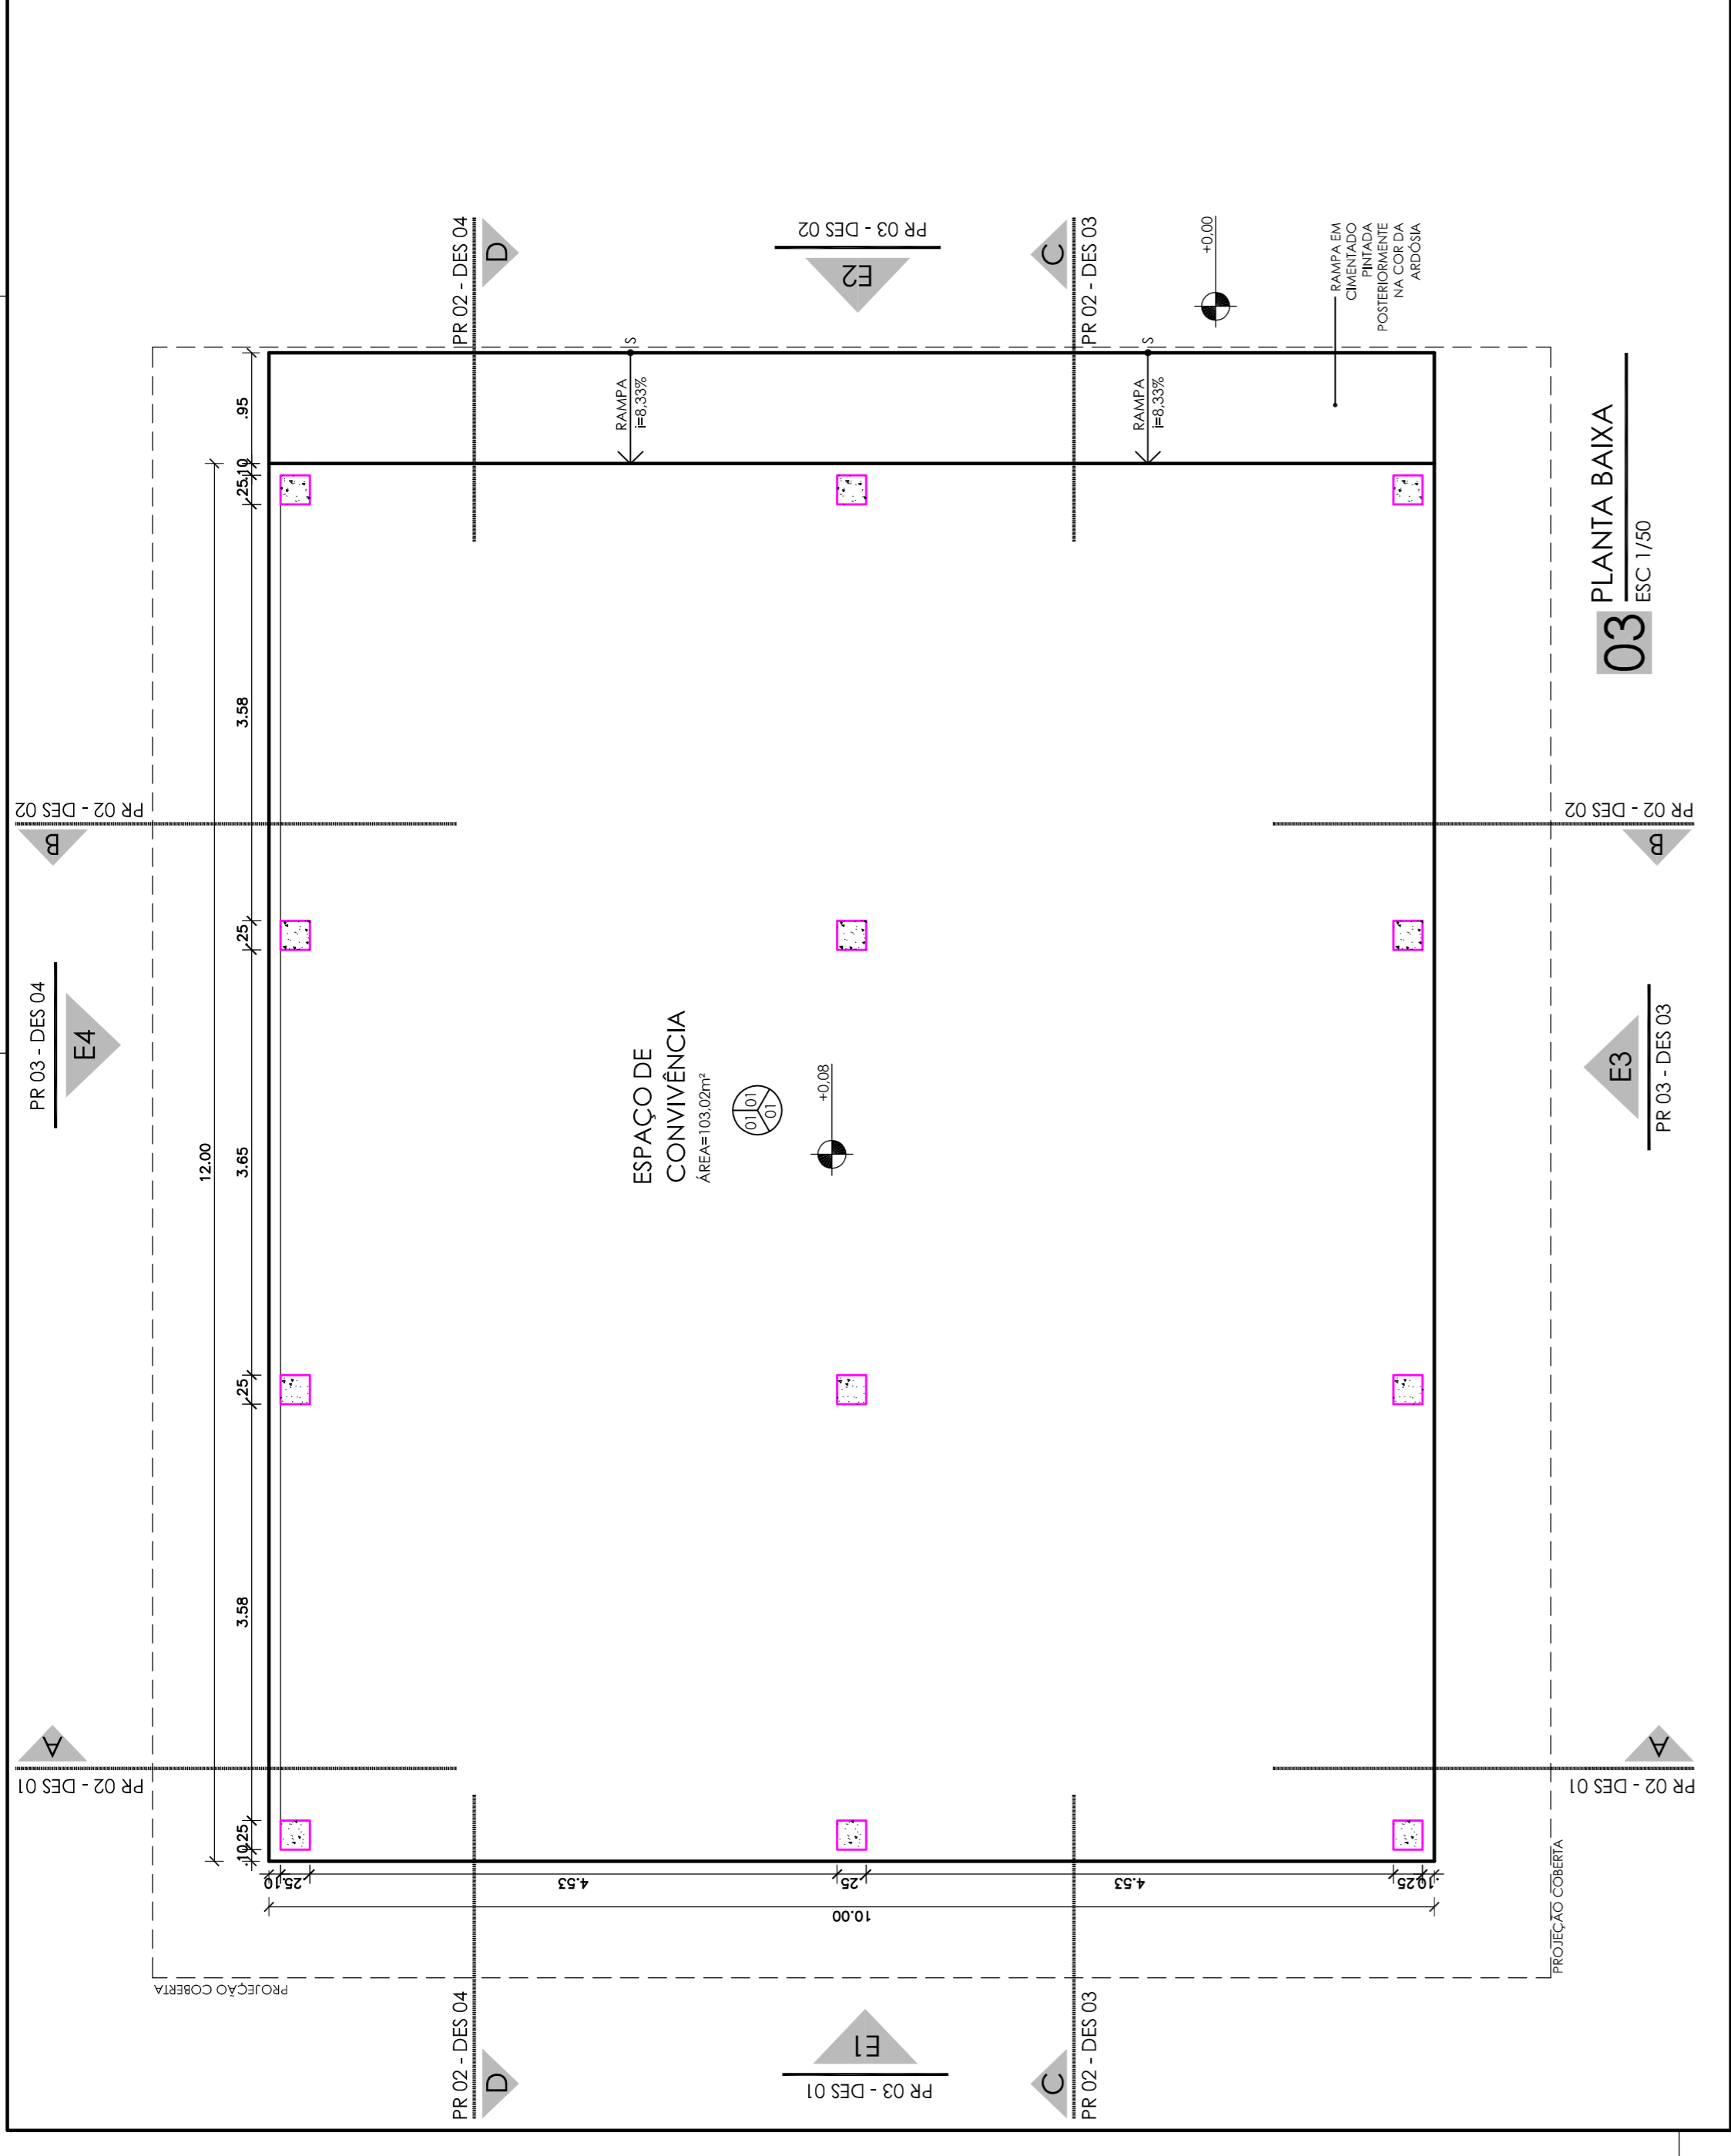 PR 03 - DES 04
E4
PR 02 - DES 01
A
PR 02 - DES 02
B
12.00
.10
.25
3.58
.25
3.65
.25
3.58
.25
.10
.95
PROJEÇÃO COBERTA
PR 02 - DES 04
D
PR 02 - DES 04
D
.10
.25
4.53
.25
4.53
.25
.10
10.00
PR 03 - DES 01
E1
ESPAÇO DE
CONVIVÊNCIA
ÁREA=103,02m²
01
01
01
+0,08
RAMPA
i=8,33%
S
PR 03 - DES 02
E2
PR 02 - DES 03
C
PR 02 - DES 03
C
RAMPA
i=8,33%
S
+0,00
RAMPA EM
CIMENTADO
PINTADA
POSTERIORMENTE
NA COR DA
ARDÓSIA
PROJEÇÃO COBERTA
PR 02 - DES 01
A
PR 02 - DES 02
B
E3
PR 03 - DES 03
03
PLANTA BAIXA
ESC 1/50